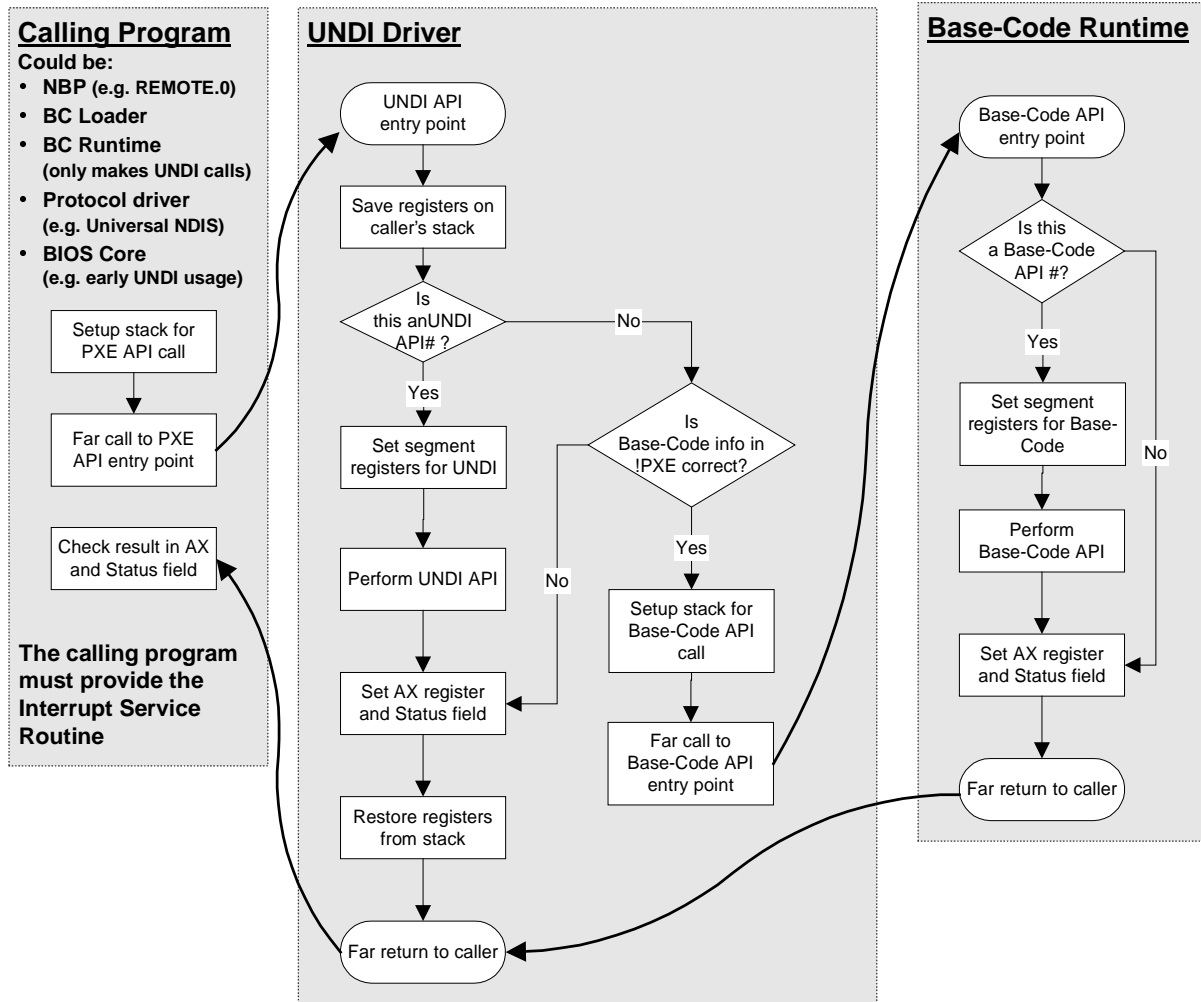 Calling Program
Could be:
• NBP (e.g. REMOTE.0)
• BC Loader
• BC Runtime
(only makes UNDI calls)
• Protocol driver
(e.g. Universal NDIS)
• BIOS Core
(e.g. early UNDI usage)
Setup stack for
PXE API call
Far call to PXE
API entry point
Check result in AX
and Status field
The calling program
must provide the
Interrupt Service
Routine
UNDI Driver
UNDI API
entry point
Save registers on
caller's stack
Is
this anUNDI
API# ?
No
Yes
Set segment
registers for UNDI
Perform UNDI API
Set AX register
and Status field
Restore registers
from stack
Far return to caller
Is
Base-Code info in
!PXE correct?
No
Yes
Setup stack for
Base-Code API
call
Far call to
Base-Code API
entry point
Base-Code Runtime
Base-Code API
entry point
Is this
a Base-Code
API #?
Yes
No
Set segment
registers for Base-
Code
Perform
Base-Code API
Set AX register
and Status field
Far return to caller